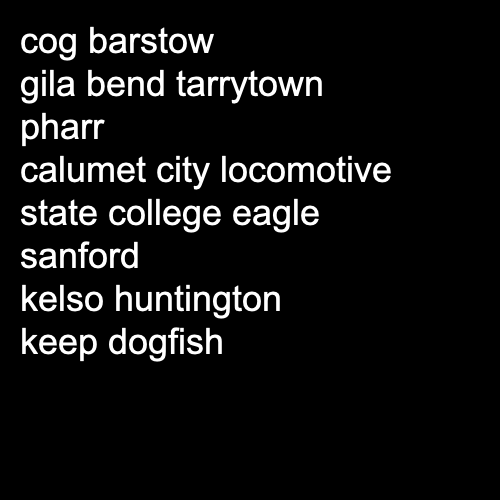 cog barstow
gila bend tarrytown
pharr
calumet city locomotive
state college eagle
sanford
kelso huntington
keep dogfish